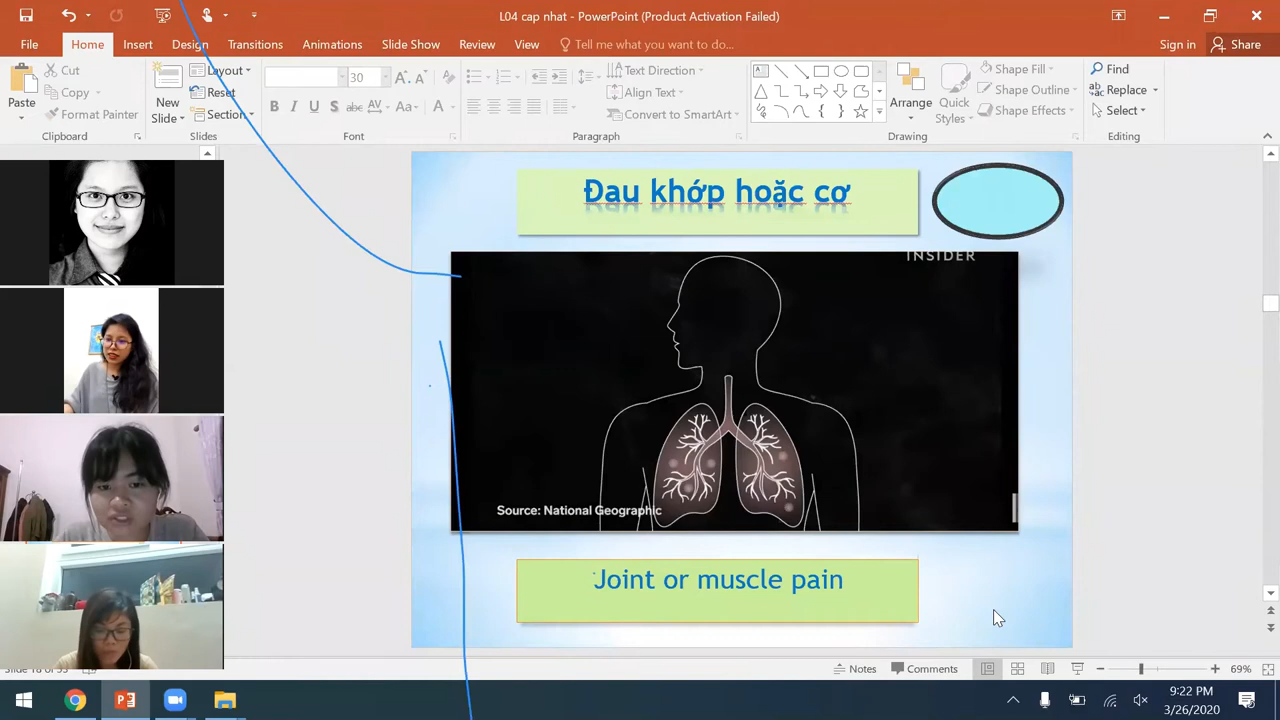 L04 cap nhat - PowerPoint (Product Activation Failed)
File Home Insert Design Transitions Animations Slide Show Review View Tell me what you want to do... Sign in Share
Paste
Cut
Copy
Format Painter
Clipboard
New Slide
Layout
Reset
Section
Slides
30
B I U S abc AV Aa A
Font
Text Direction
Align Text
Convert to SmartArt
Paragraph
Arrange
Quick Styles
Shape Fill
Shape Outline
Shape Effects
Drawing
Find
Replace
Select
Editing
Đau khớp hoặc cơ
INSIDER
Source: National Geographic
Joint or muscle pain
Notes Comments 69%
9:22 PM
3/26/2020